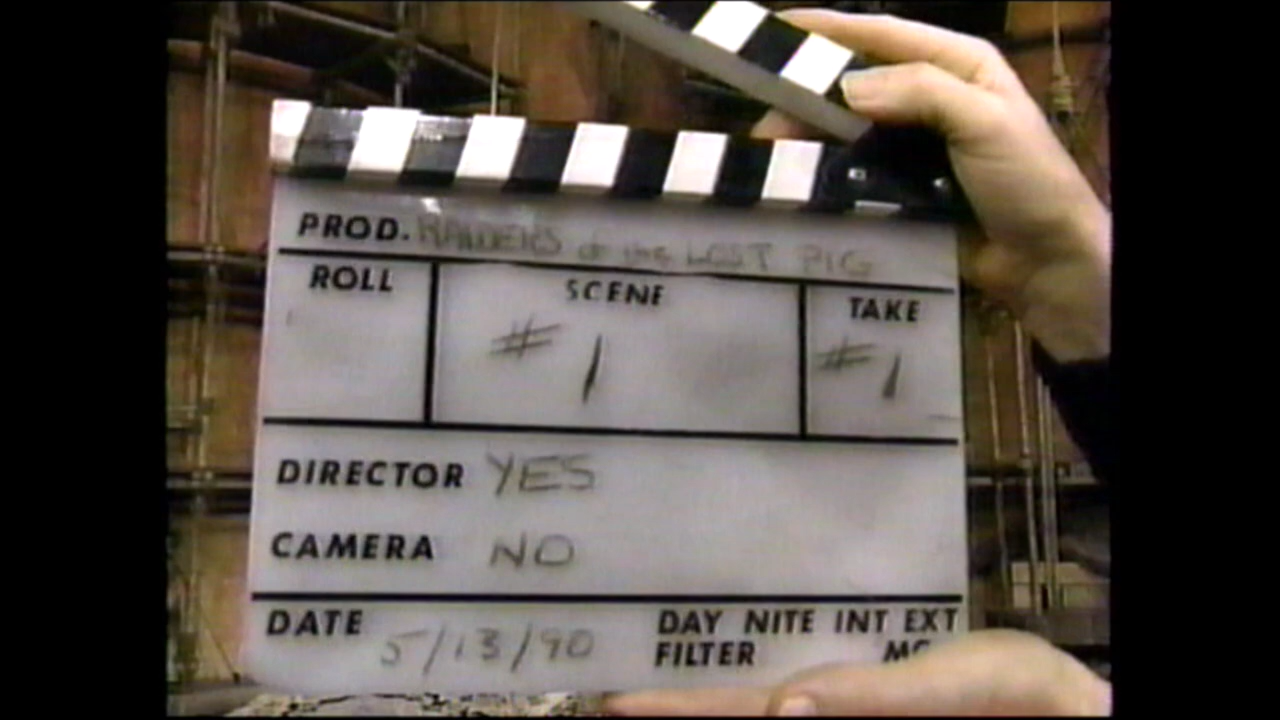 PROD. RAIDERS of the LOST PIG
ROLL SCENE TAKE
#1 #1
DIRECTOR YES
CAMERA NO
DATE 5/13/90 DAY NITE INT EXT
FILTER